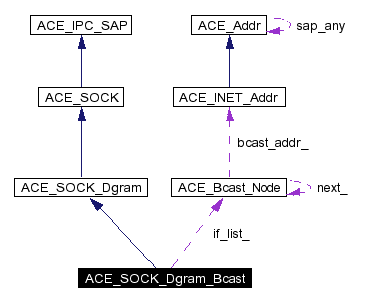 ACE_IPC_SAP
ACE_Addr
sap_any
ACE_SOCK
ACE_INET_Addr
bcast_addr_
ACE_SOCK_Dgram
ACE_Bcast_Node
next_
if_list_
ACE_SOCK_Dgram_Bcast